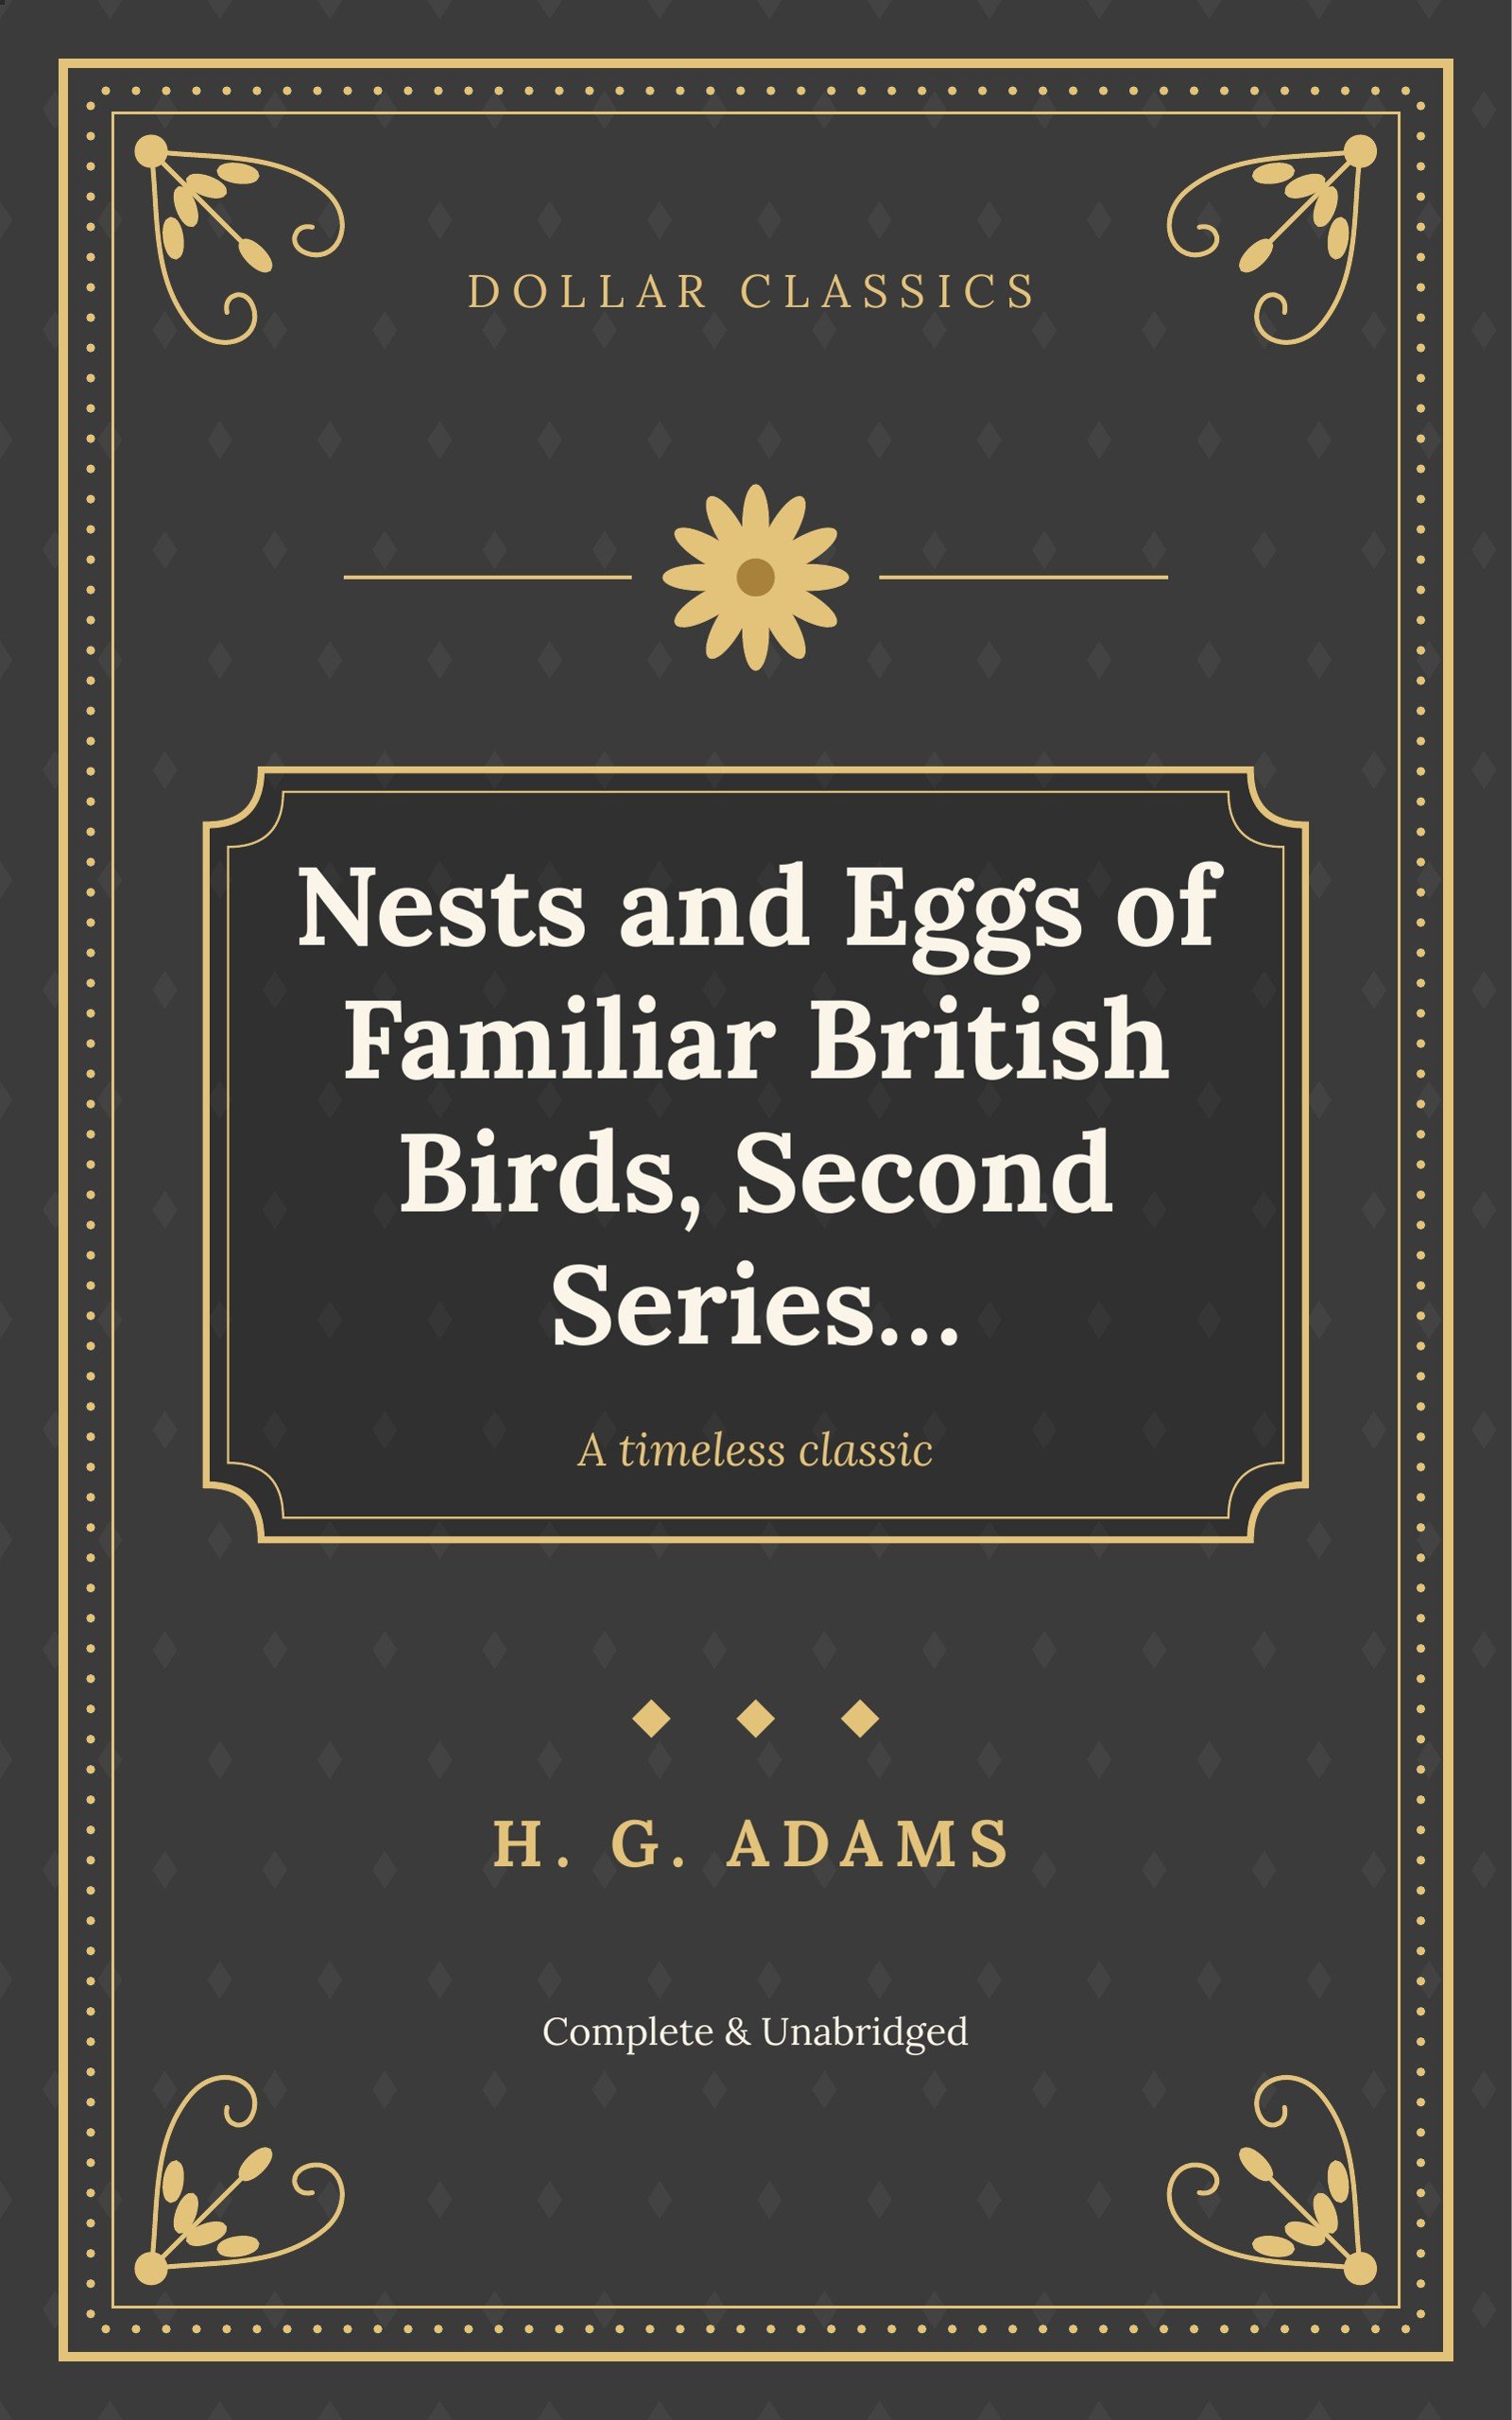 DOLLAR CLASSICS
Nests and Eggs of
Familiar British
Birds, Second
Series...
A timeless classic
H. G. ADAMS
Complete & Unabridged